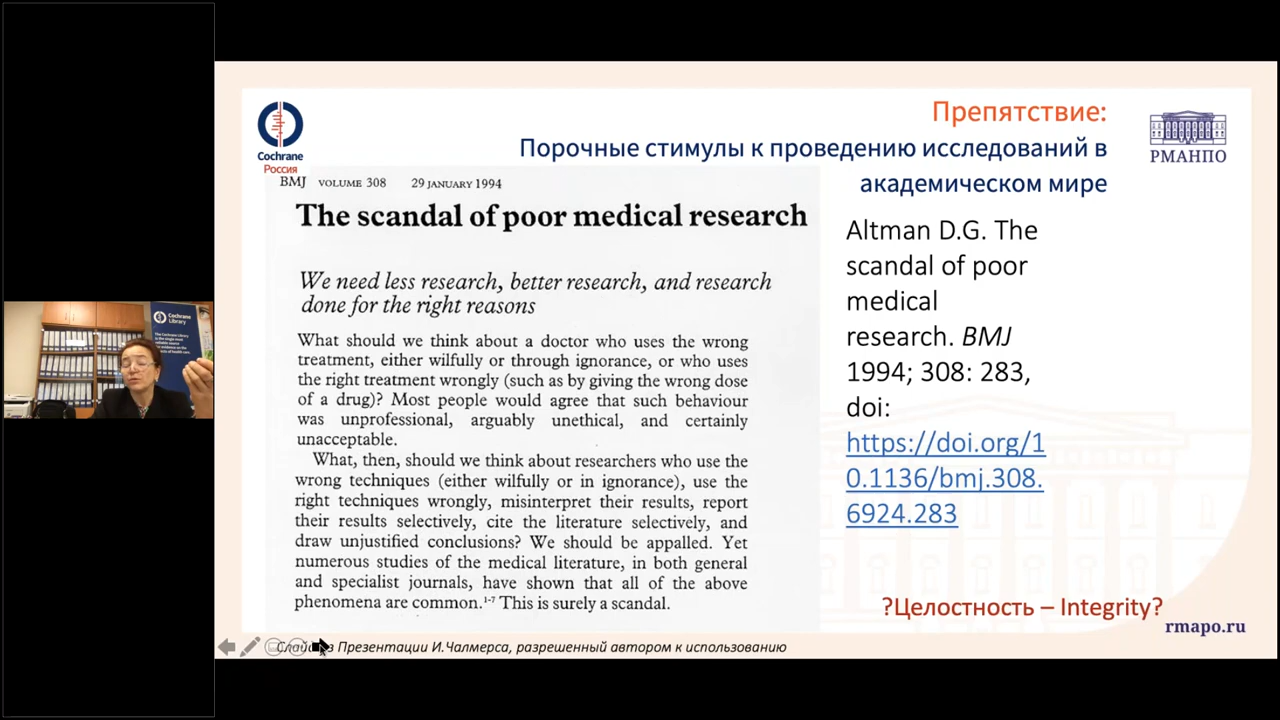 Cochrane
Россия
Препятствие:
Порочные стимулы к проведению исследований в
академическом мире
РМАНПО
BMJ VOLUME 308 29 JANUARY 1994
The scandal of poor medical research
We need less research, better research, and research
done for the right reasons
What should we think about a doctor who uses the wrong
treatment, either wilfully or through ignorance, or who uses
the right treatment wrongly (such as by giving the wrong dose
of a drug)? Most people would agree that such behaviour
was unprofessional, arguably unethical, and certainly
unacceptable.
What, then, should we think about researchers who use the
wrong techniques (either wilfully or in ignorance), use the
right techniques wrongly, misinterpret their results, report
their results selectively, cite the literature selectively, and
draw unjustified conclusions? We should be appalled. Yet
numerous studies of the medical literature, in both general
and specialist journals, have shown that all of the above
phenomena are common.¹⁻⁷ This is surely a scandal.
Altman D.G. The
scandal of poor
medical
research. BMJ
1994; 308: 283,
doi:
https://doi.org/1
0.1136/bmj.308.
6924.283
?Целостность – Integrity?
rmapo.ru
Презентации И.Чалмерса, разрешенный автором к использованию
Cochrane
Library